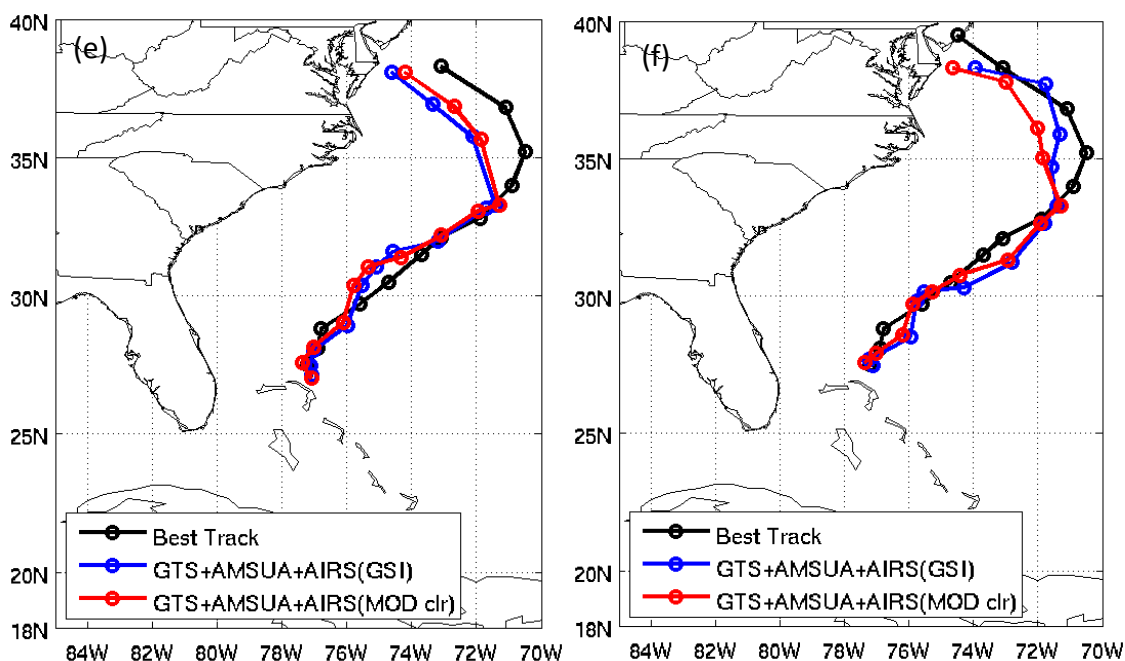 (e)
40N
35N
30N
25N
20N
18N
84W 82W 80W 78W 76W 74W 72W 70W
Best Track
GTS+AMSUA+AIRS(GSI)
GTS+AMSUA+AIRS(MOD clr)
(f)
40N
35N
30N
25N
20N
18N
84W 82W 80W 78W 76W 74W 72W 70W
Best Track
GTS+AMSUA+AIRS(GSI)
GTS+AMSUA+AIRS(MOD clr)